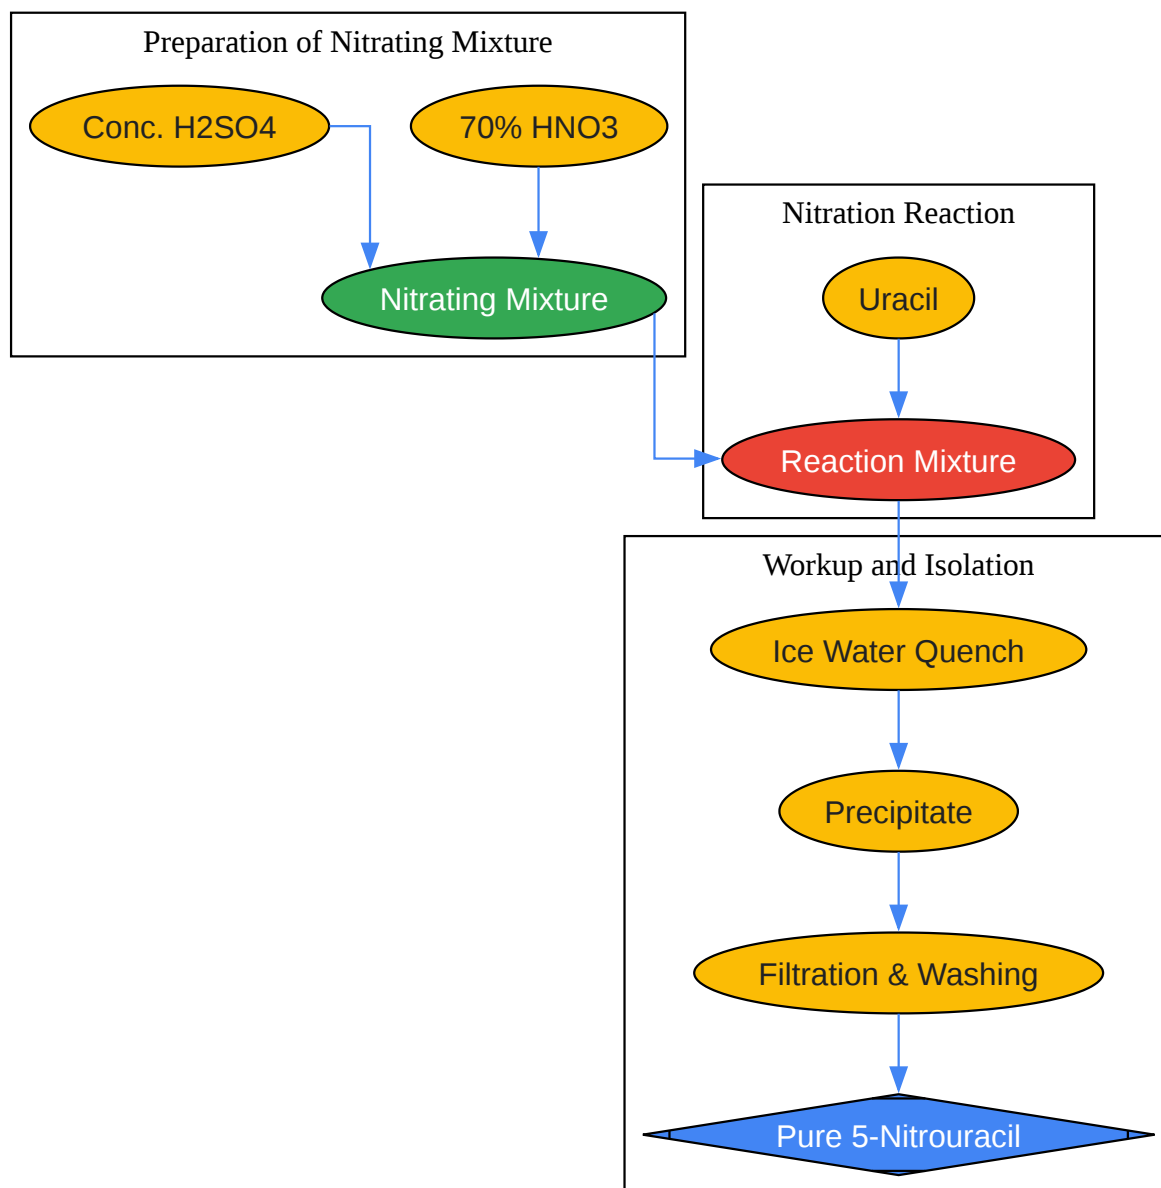 Preparation of Nitrating Mixture
Conc. H2SO4
70% HNO3
Nitrating Mixture
Nitration Reaction
Uracil
Reaction Mixture
Workup and Isolation
Ice Water Quench
Precipitate
Filtration & Washing
Pure 5-Nitrouracil